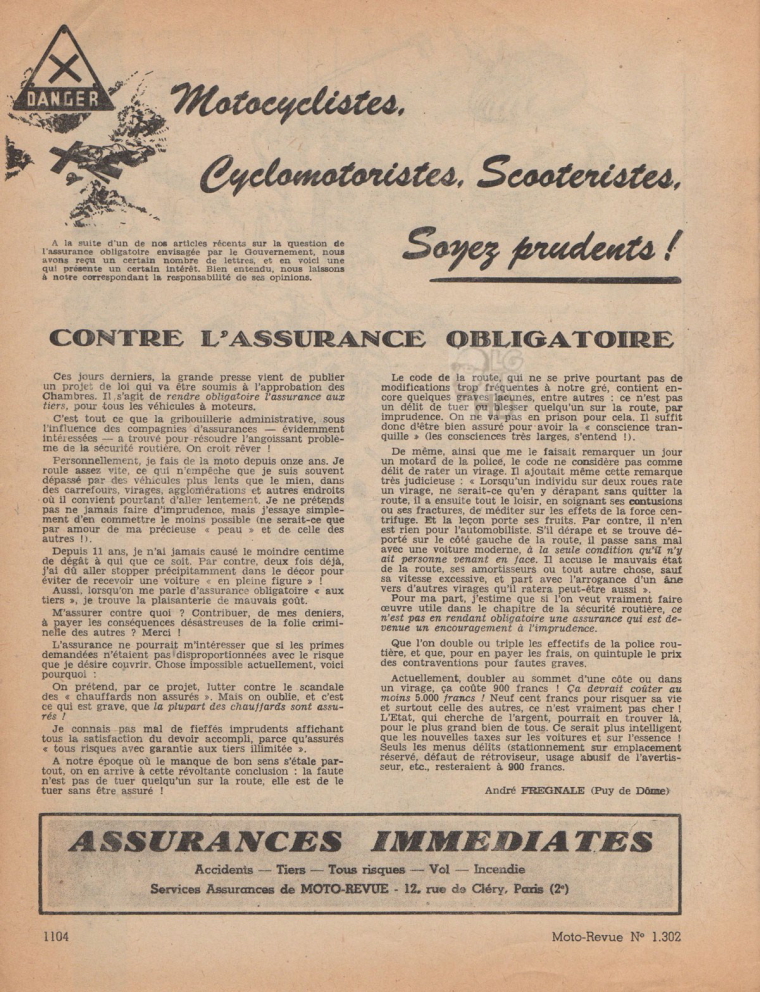 DANGER
Motocyclistes,
Cyclomotoristes, Scooteristes,
Soyez prudents !
A la suite d'un de nos articles récents sur la question de
l'assurance obligatoire envisagée par le Gouvernement, nous
avons reçu un certain nombre de lettres, et en voici une
qui présente un certain intérêt. Bien entendu, nous laissons
à notre correspondant la responsabilité de ses opinions.
CONTRE L'ASSURANCE OBLIGATOIRE
Ces jours derniers, la grande presse vient de publier
un projet de loi qui va être soumis à l'approbation des
Chambres. Il s'agit de rendre obligatoire l'assurance aux
tiers, pour tous les véhicules à moteurs.
C'est tout ce que la gribouillerie administrative, sous
l'influence des compagnies d'assurances — évidemment
intéressées — a trouvé pour résoudre l'angoissant problè-
me de la sécurité routière. On croit rêver !
Personnellement, je fais de la moto depuis onze ans. Je
roule assez vite, ce qui n'empêche que je suis souvent
dépassé par des véhicules plus lents que le mien, dans
des carrefours, virages, agglomérations et autres endroits
où il convient pourtant d'aller lentement. Je ne prétends
pas ne jamais faire d'imprudence, mais j'essaye simple-
ment d'en commettre le moins possible (ne serait-ce que
par amour de ma précieuse « peau » et de celle des
autres !).
Depuis 11 ans, je n'ai jamais causé le moindre centime
de dégât à qui que ce soit. Par contre, deux fois déjà,
j'ai dû aller stopper précipitamment dans le décor pour
éviter de recevoir une voiture « en pleine figure » !
Aussi, lorsqu'on me parle d'assurance obligatoire « aux
tiers », je trouve la plaisanterie de mauvais goût.
M'assurer contre quoi ? Contribuer, de mes deniers,
à payer les conséquences désastreuses de la folie crimi-
nelle des autres ? Merci !
L'assurance ne pourrait m'intéresser que si les primes
demandées n'étaient pas disproportionnées avec le risque
que je désire couvrir. Chose impossible actuellement, voici
pourquoi :
On prétend, par ce projet, lutter contre le scandale
des « chauffards non assurés ». Mais on oublie, et c'est
ce qui est grave, que la plupart des chauffards sont assu-
rés !
Je connais pas mal de fieffés imprudents affichant
tous la satisfaction du devoir accompli, parce qu'assurés
« tous risques avec garantie aux tiers illimitée ».
A notre époque où le manque de bon sens s'étale par-
tout, on en arrive à cette révoltante conclusion : la faute
n'est pas de tuer quelqu'un sur la route, elle est de le
tuer sans être assuré !
Le code de la route, qui ne se prive pourtant pas de
modifications trop fréquentes à notre gré, contient en-
core quelques graves lacunes, entre autres : ce n'est pas
un délit de tuer ou blesser quelqu'un sur la route, par
imprudence. On ne va pas en prison pour cela. Il suffit
donc d'être bien assuré pour avoir la « conscience tran-
quille » (les consciences très larges, s'entend !).
De même, ainsi que me le faisait remarquer un jour
un motard de la police, le code ne considère pas comme
délit de rater un virage. Il ajoutait même cette remarque
très judicieuse : « Lorsqu'un individu sur deux roues rate
un virage, ne serait-ce qu'en y dérapant sans quitter la
route, il a ensuite tout le loisir, en soignant ses contusions
ou ses fractures, de méditer sur les effets de la force cen-
trifuge. Et la leçon porte ses fruits. Par contre, il n'en
est rien pour l'automobiliste. S'il dérape et se trouve dé-
porté sur le côté gauche de la route, il passe sans mal
avec une voiture moderne, à la seule condition qu'il n'y
ait personne venant en face. Il accuse le mauvais état
de la route, ses amortisseurs ou tout autre chose, sauf
sa vitesse excessive, et part avec l'arrogance d'un âne
vers d'autres virages qu'il ratera peut-être aussi ».
Pour ma part, j'estime que si l'on veut vraiment faire
œuvre utile dans le chapitre de la sécurité routière, ce
n'est pas en rendant obligatoire une assurance qui est de-
venue un encouragement à l'imprudence.
Que l'on double ou triple les effectifs de la police rou-
tière, et que, pour en payer les frais, on quintuple le prix
des contraventions pour fautes graves.
Actuellement, doubler au sommet d'une côte ou dans
un virage, ça coûte 900 francs ! Ça devrait coûter au
moins 5.000 francs ! Neuf cent francs pour risquer sa vie
et surtout celle des autres, ce n'est vraiment pas cher !
L'Etat, qui cherche de l'argent, pourrait en trouver là,
pour le plus grand bien de tous. Ce serait plus intelligent
que les nouvelles taxes sur les voitures et sur l'essence !
Seuls les menus délits (stationnement sur emplacement
réservé, défaut de rétroviseur, usage abusif de l'avertis-
seur, etc., resteraient à 900 francs.
André FREGNALE (Puy de Dôme)
ASSURANCES IMMEDIATES
Accidents — Tiers — Tous risques — Vol — Incendie
Services Assurances de MOTO-REVUE - 12, rue de Cléry, Paris (2e)
1104
Moto-Revue N° 1.302